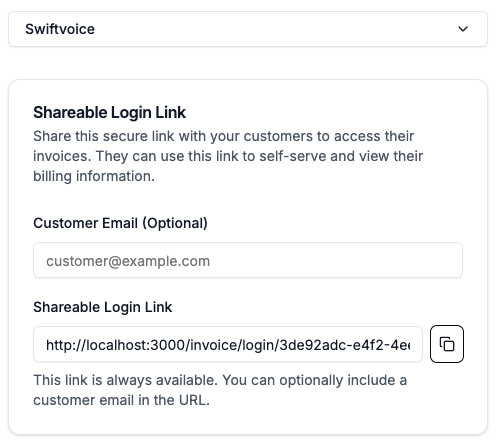 Swiftvoice
Shareable Login Link
Share this secure link with your customers to access their
invoices. They can use this link to self-serve and view their
billing information.
Customer Email (Optional)
customer@example.com
Shareable Login Link
http://localhost:3000/invoice/login/3de92adc-e4f2-4ee
This link is always available. You can optionally include a
customer email in the URL.